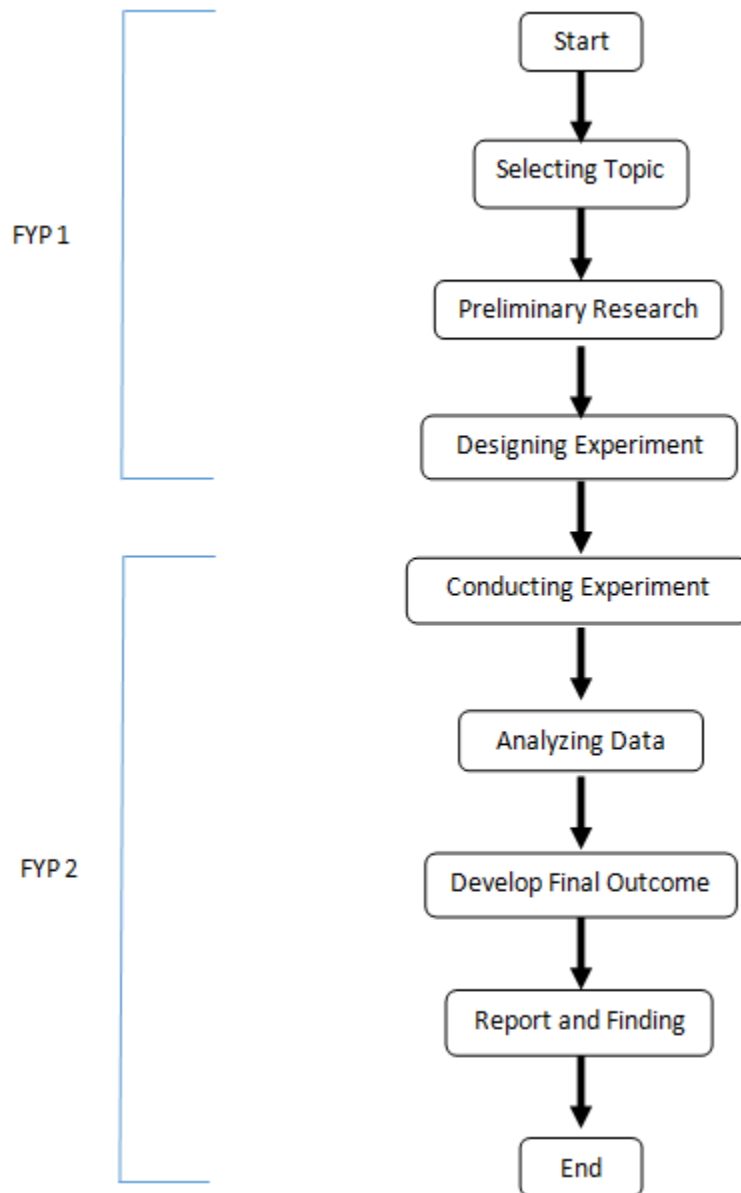 Start
Selecting Topic
FYP 1
Preliminary Research
Designing Experiment
Conducting Experiment
Analyzing Data
FYP 2
Develop Final Outcome
Report and Finding
End